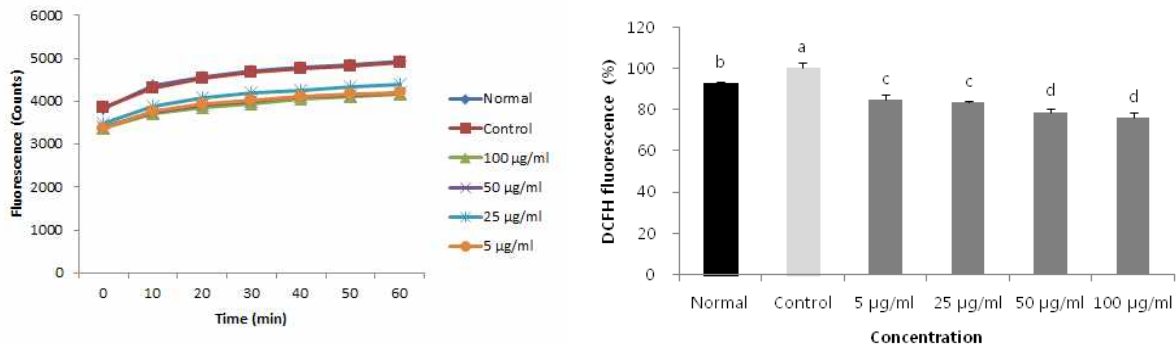 6000
5000
4000
3000
2000
1000
0
Fluorescence (Counts)
0 10 20 30 40 50 60
Time (min)
Normal
Control
100 µg/ml
50 µg/ml
25 µg/ml
5 µg/ml
120
100
80
60
40
20
0
DCFH fluorescence (%)
b a c c d d
Normal Control 5 µg/ml 25 µg/ml 50 µg/ml 100 µg/ml
Concentration